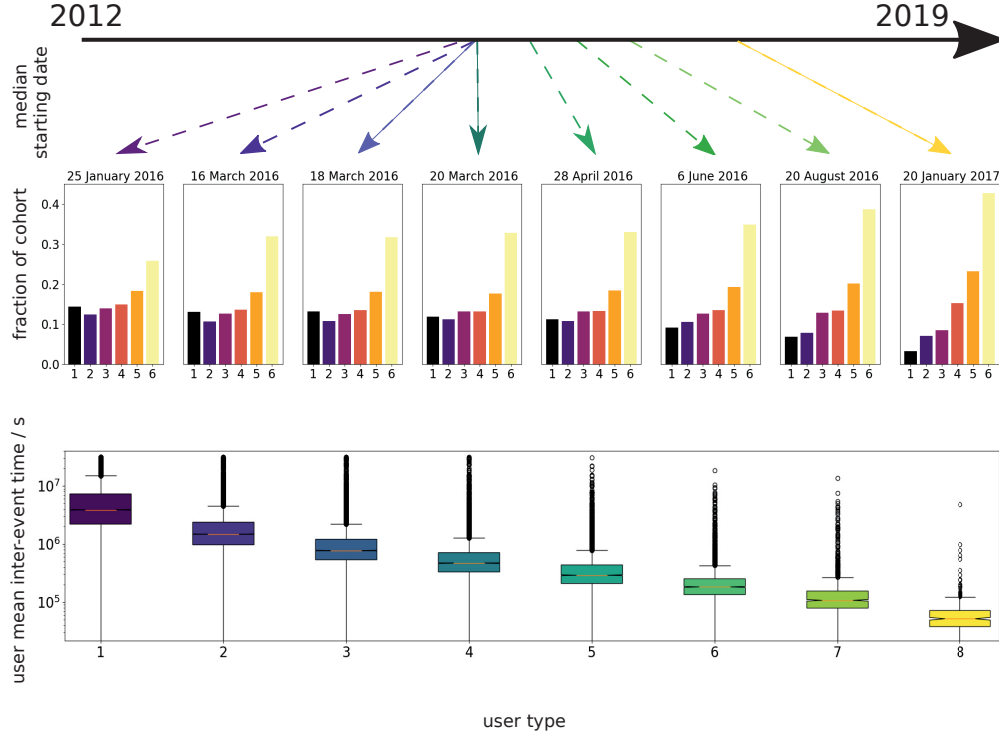 2012
2019
median
starting date
25 January 2016
16 March 2016
18 March 2016
20 March 2016
28 April 2016
6 June 2016
20 August 2016
20 January 2017
fraction of cohort
0.4
0.3
0.2
0.1
0.0
1 2 3 4 5 6
1 2 3 4 5 6
1 2 3 4 5 6
1 2 3 4 5 6
1 2 3 4 5 6
1 2 3 4 5 6
1 2 3 4 5 6
1 2 3 4 5 6
user mean inter-event time / s
10⁷
10⁶
10⁵
1 2 3 4 5 6 7 8
user type